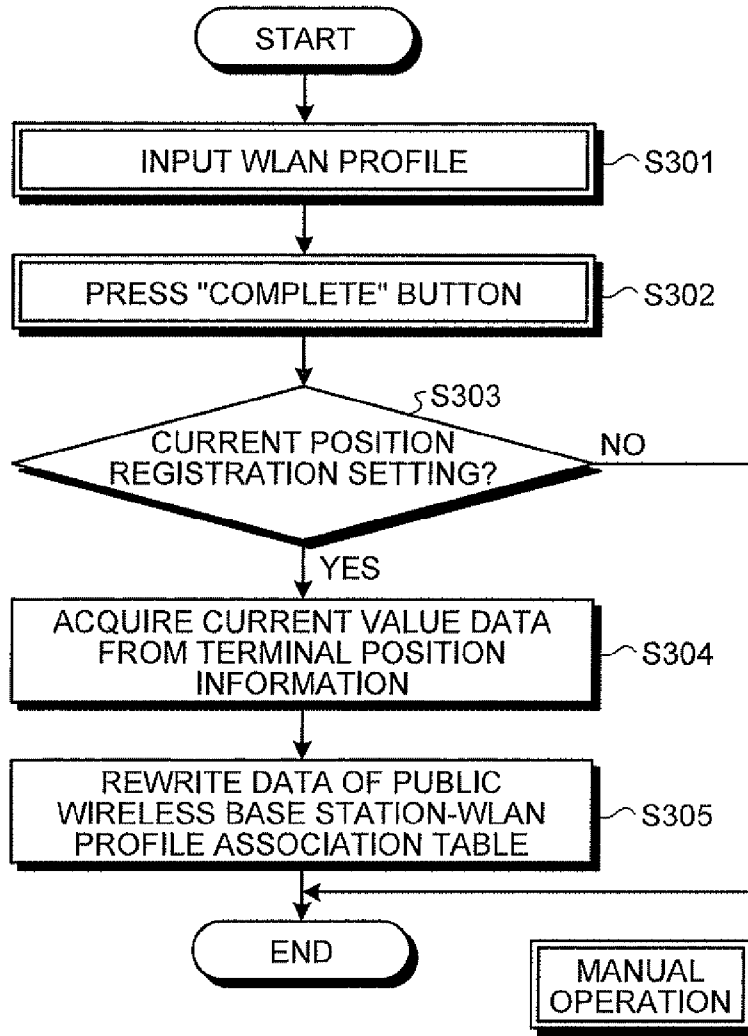 START
INPUT WLAN PROFILE
S301
PRESS "COMPLETE" BUTTON
S302
S303
CURRENT POSITION
REGISTRATION SETTING?
NO
YES
ACQUIRE CURRENT VALUE DATA
FROM TERMINAL POSITION
INFORMATION
S304
REWRITE DATA OF PUBLIC
WIRELESS BASE STATION-WLAN
PROFILE ASSOCIATION TABLE
S305
END
MANUAL
OPERATION